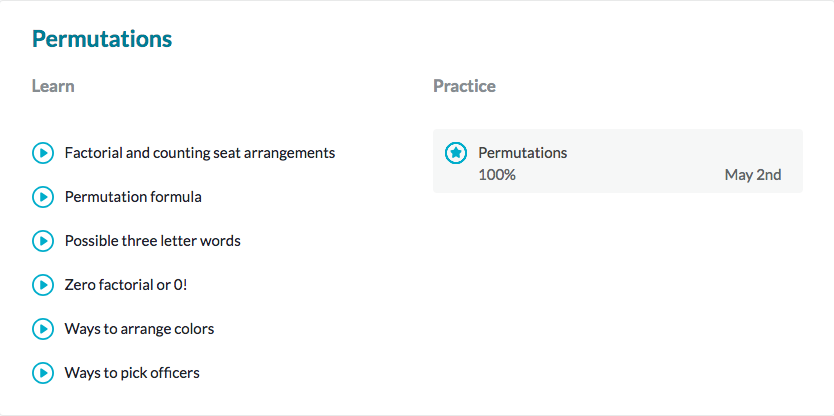 Permutations
Learn
Factorial and counting seat arrangements
Permutation formula
Possible three letter words
Zero factorial or 0!
Ways to arrange colors
Ways to pick officers
Practice
Permutations
100% May 2nd